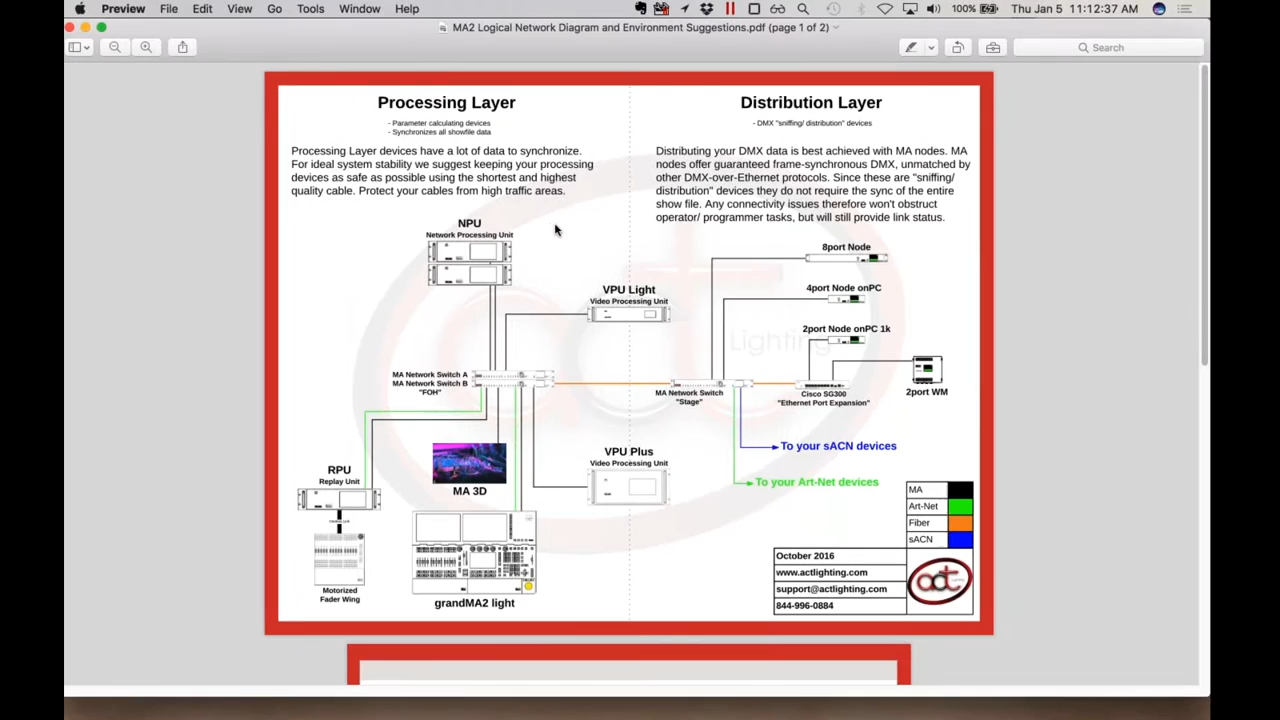 Preview File Edit View Go Tools Window Help
100% Thu Jan 5 11:12:37 AM
MA2 Logical Network Diagram and Environment Suggestions.pdf (page 1 of 2)
Search
Processing Layer
- Parameter calculating devices
- Synchronizes all showfile data
Processing Layer devices have a lot of data to synchronize.
For ideal system stability we suggest keeping your processing
devices as safe as possible using the shortest and highest
quality cable. Protect your cables from high traffic areas.
Distribution Layer
- DMX "sniffing/ distribution" devices
Distributing your DMX data is best achieved with MA nodes. MA
nodes offer guaranteed frame-synchronous DMX, unmatched by
other DMX-over-Ethernet protocols. Since these are "sniffing/
distribution" devices they do not require the sync of the entire
show file. Any connectivity issues therefore won't obstruct
operator/ programmer tasks, but will still provide link status.
NPU
Network Processing Unit
VPU Light
Video Processing Unit
8port Node
4port Node onPC
2port Node onPC 1k
2port WM
MA Network Switch A
MA Network Switch B
"FOH"
MA Network Switch
"Stage"
Cisco SG300
"Ethernet Port Expansion"
To your sACN devices
To your Art-Net devices
RPU
Replay Unit
Motorized
Fader Wing
MA 3D
grandMA2 light
VPU Plus
Video Processing Unit
MA
Art-Net
Fiber
sACN
October 2016
www.actlighting.com
support@actlighting.com
844-996-0884
act
Lighting